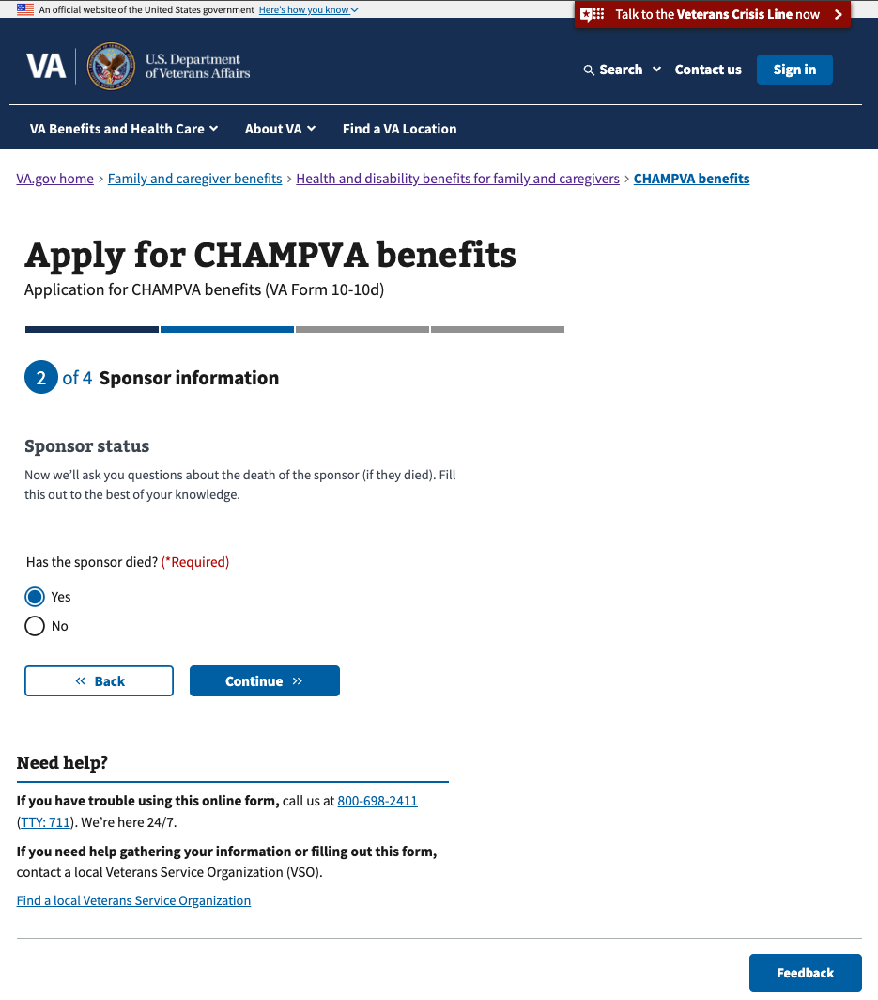 An official website of the United States government Here's how you know
Talk to the Veterans Crisis Line now
VA
U.S. Department
of Veterans Affairs
Search
Contact us
Sign in
VA Benefits and Health Care
About VA
Find a VA Location
VA.gov home › Family and caregiver benefits › Health and disability benefits for family and caregivers › CHAMPVA benefits
Apply for CHAMPVA benefits
Application for CHAMPVA benefits (VA Form 10-10d)
2 of 4 Sponsor information
Sponsor status
Now we'll ask you questions about the death of the sponsor (if they died). Fill
this out to the best of your knowledge.
Has the sponsor died? (*Required)
Yes
No
« Back
Continue »
Need help?
If you have trouble using this online form, call us at 800-698-2411
(TTY: 711). We're here 24/7.
If you need help gathering your information or filling out this form,
contact a local Veterans Service Organization (VSO).
Find a local Veterans Service Organization
Feedback